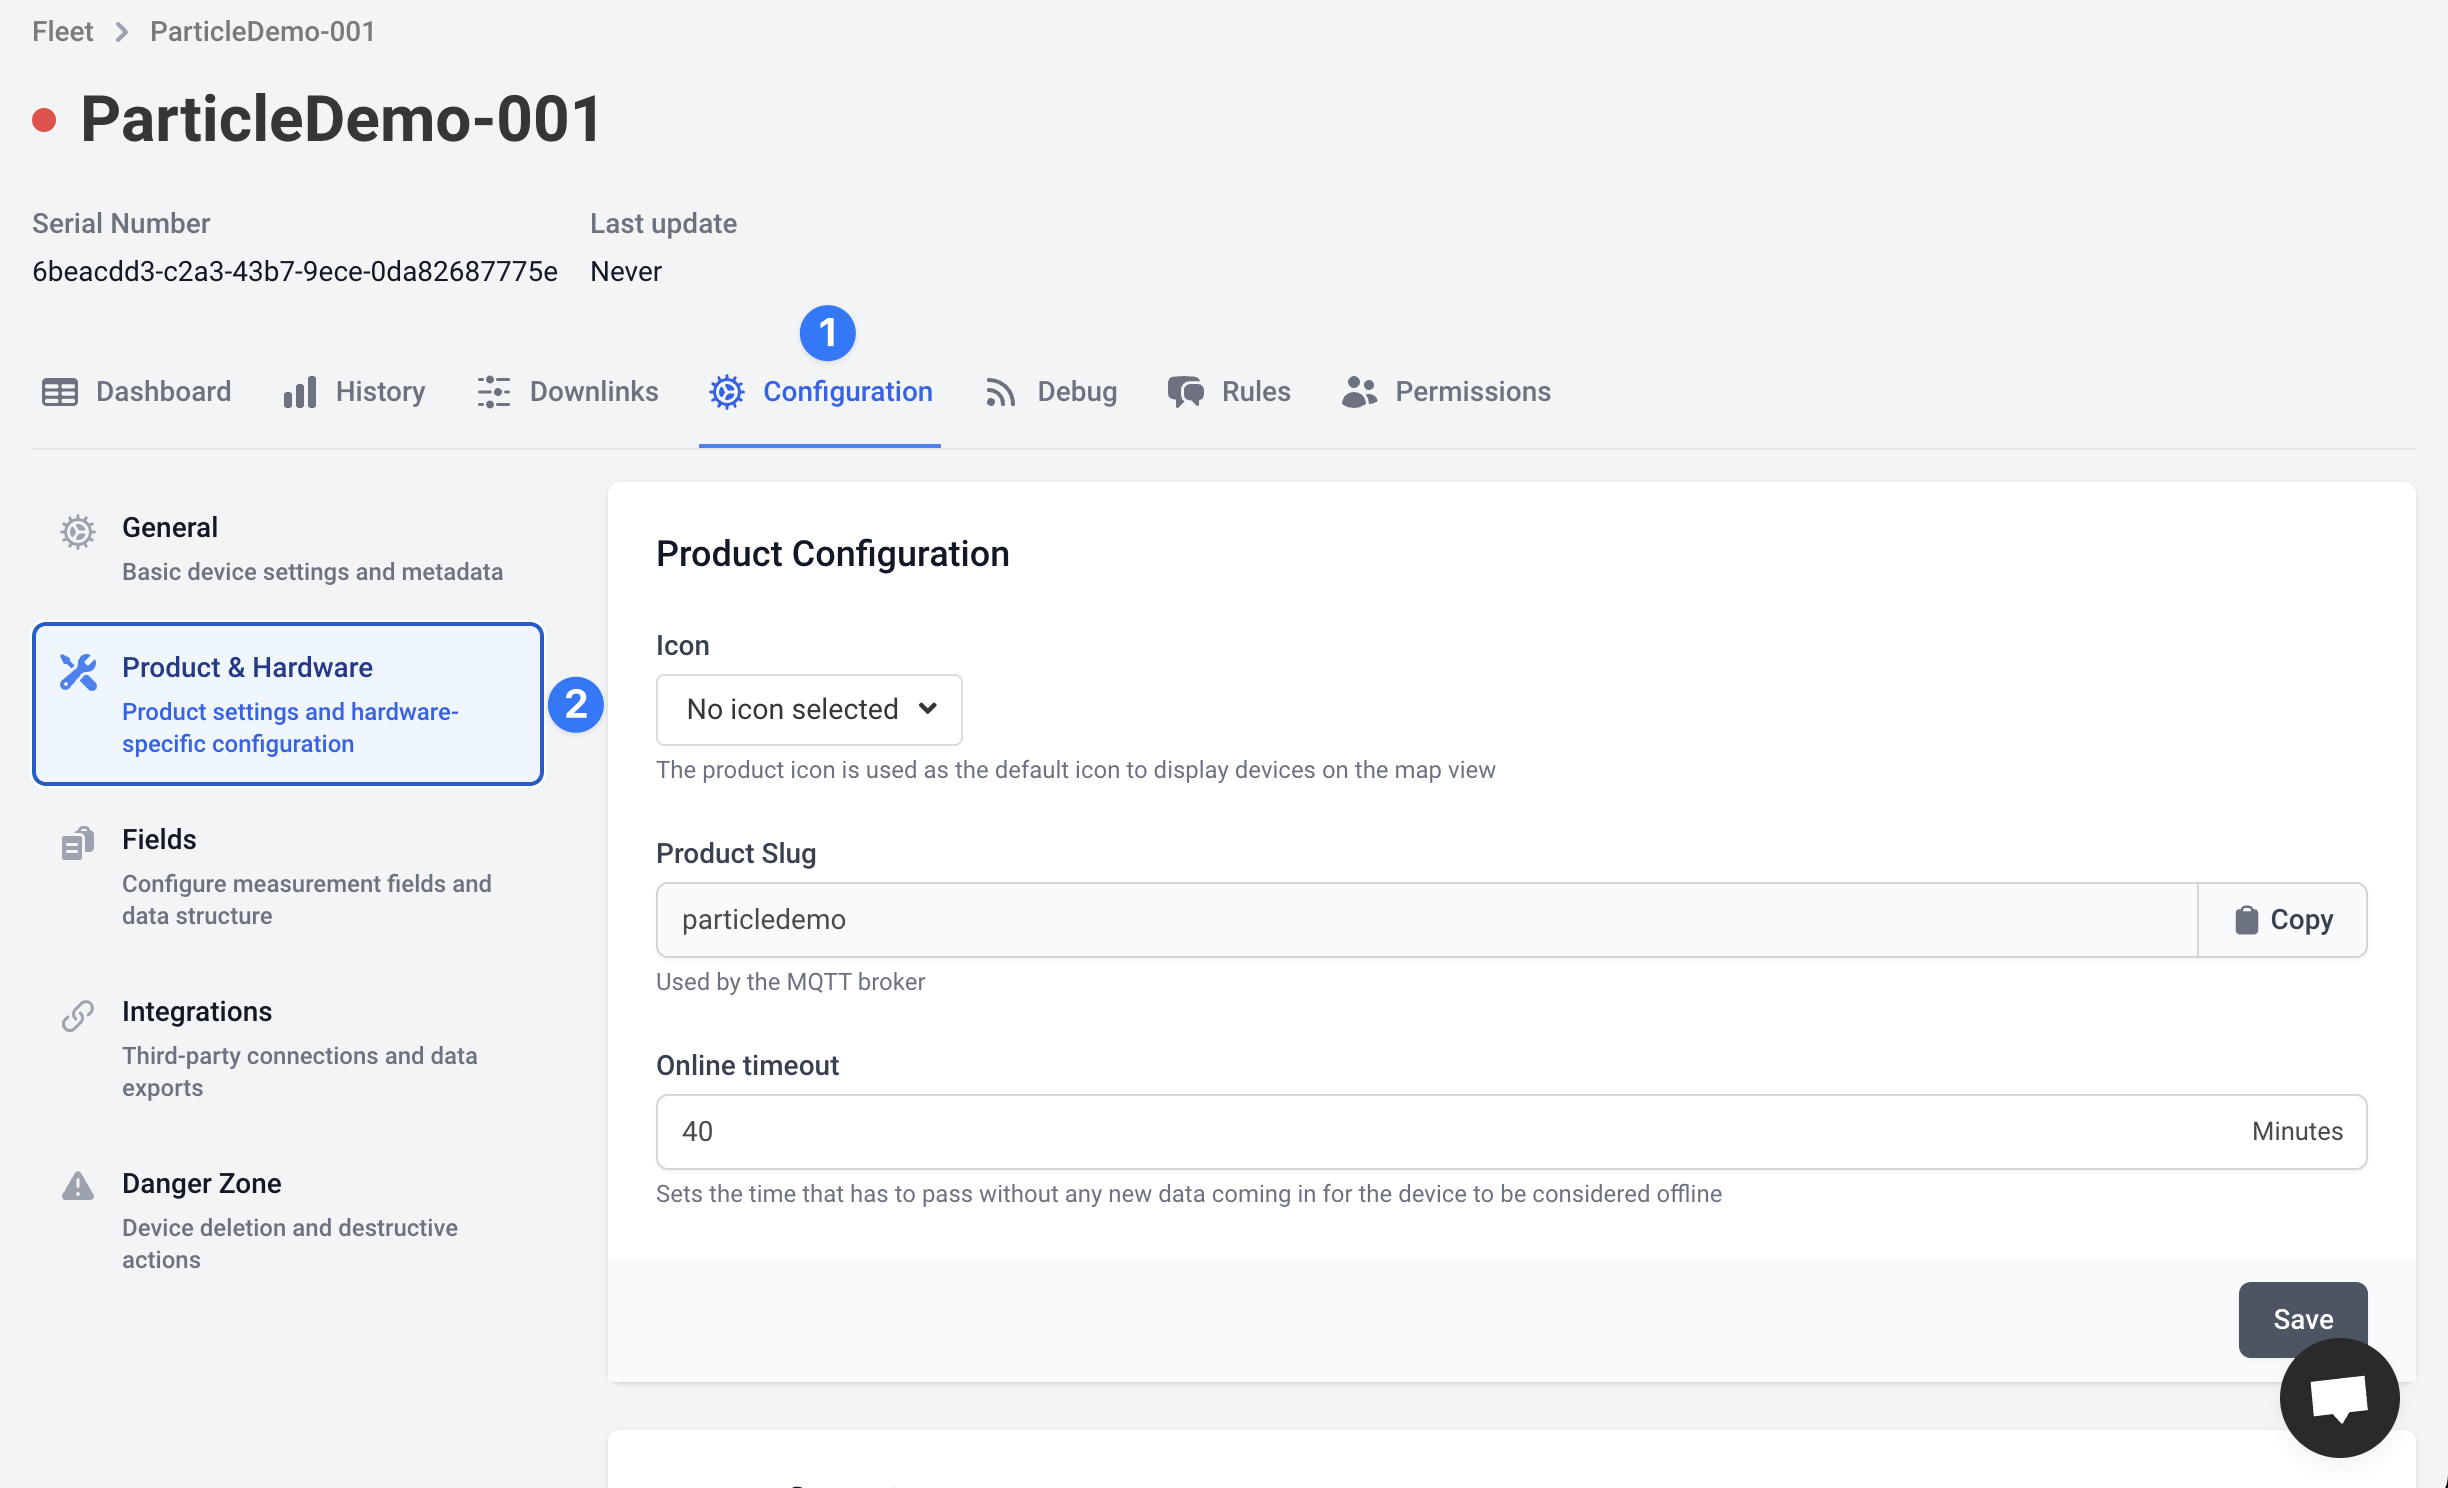 Fleet > ParticleDemo-001
ParticleDemo-001
Serial Number
6beacdd3-c2a3-43b7-9ece-0da82687775e
Last update
Never
1
Dashboard
History
Downlinks
Configuration
Debug
Rules
Permissions
General
Basic device settings and metadata
Product & Hardware
Product settings and hardware-
specific configuration
2
Fields
Configure measurement fields and
data structure
Integrations
Third-party connections and data
exports
Danger Zone
Device deletion and destructive
actions
Product Configuration
Icon
No icon selected
The product icon is used as the default icon to display devices on the map view
Product Slug
particledemo
Copy
Used by the MQTT broker
Online timeout
40
Minutes
Sets the time that has to pass without any new data coming in for the device to be considered offline
Save